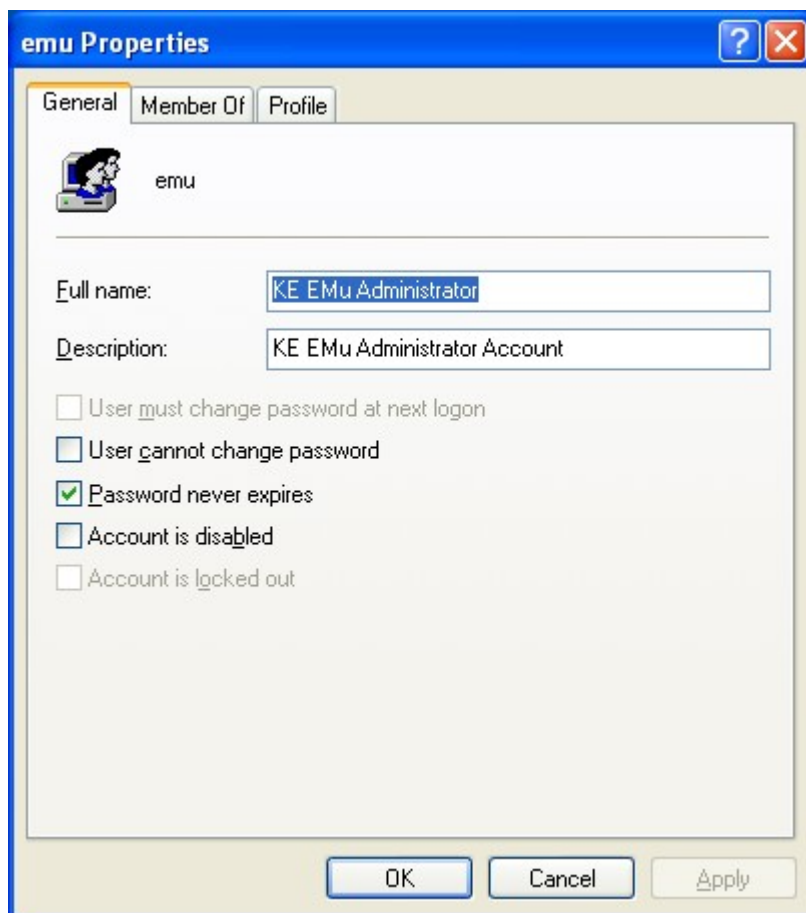 emu Properties
General Member Of Profile
emu
Full name: KE EMu Administrator
Description: KE EMu Administrator Account
User must change password at next logon
User cannot change password
Password never expires
Account is disabled
Account is locked out
OK Cancel Apply